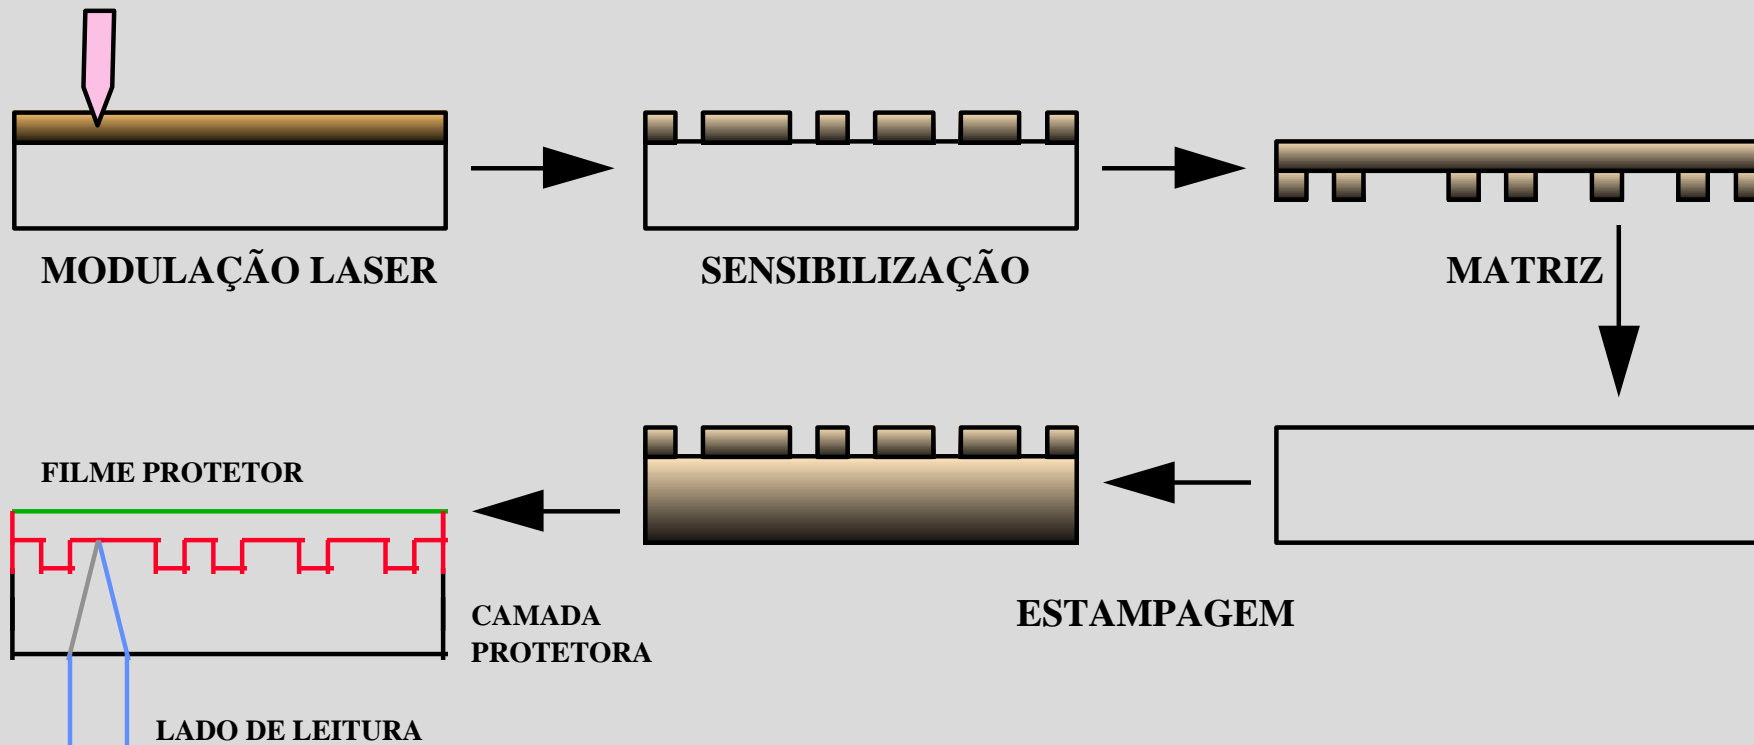 MODULAÇÃO LASER
SENSIBILIZAÇÃO
MATRIZ
FILME PROTETOR
CAMADA
PROTETORA
ESTAMPAGEM
LADO DE LEITURA